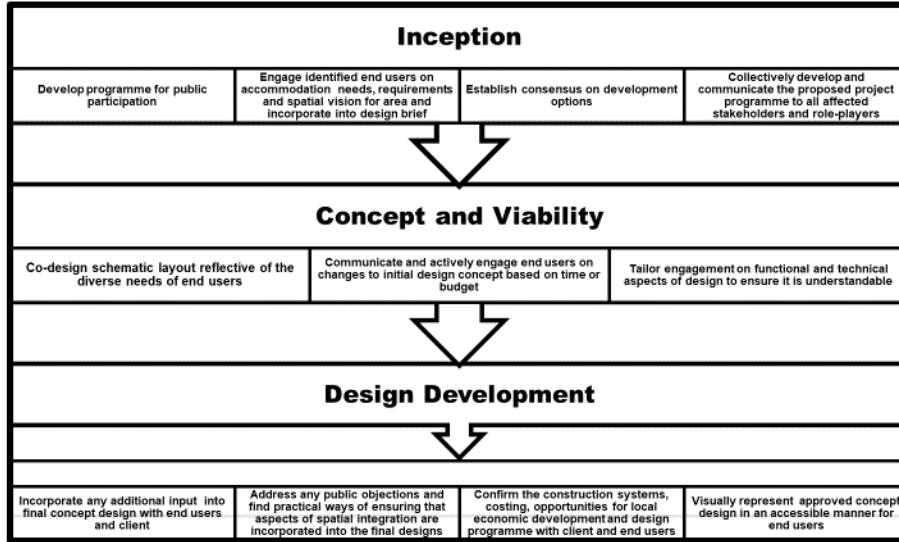 Inception
Develop programme for public
participation
Engage identified end users on
accommodation needs, requirements
and spatial vision for area and
incorporate into design brief
Establish consensus on development
options
Collectively develop and
communicate the proposed project
programme to all affected
stakeholders and role-players
Concept and Viability
Co-design schematic layout reflective of the
diverse needs of end users
Communicate and actively engage end users on
changes to initial design concept based on time or
budget
Tailor engagement on functional and technical
aspects of design to ensure it is understandable
Design Development
Incorporate any additional input into
final concept design with end users
and client
Address any public objections and
find practical ways of ensuring that
aspects of spatial integration are
incorporated into the final designs
Confirm the construction systems,
costing, opportunities for local
economic development and design
programme with client and end users
Visually represent approved concept
design in an accessible manner for
end users